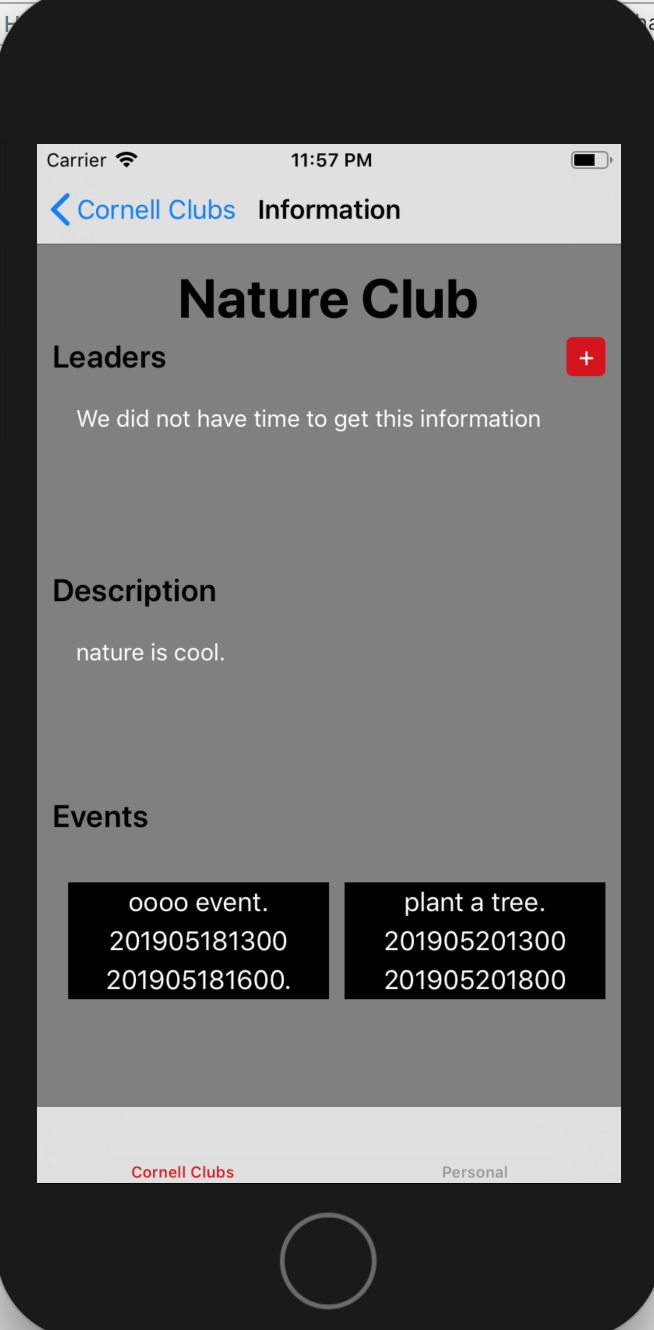 Carrier 11:57 PM
Cornell Clubs Information
Nature Club
Leaders
+
We did not have time to get this information
Description
nature is cool.
Events
oooo event.
201905181300
201905181600.
plant a tree.
201905201300
201905201800
Cornell Clubs Personal